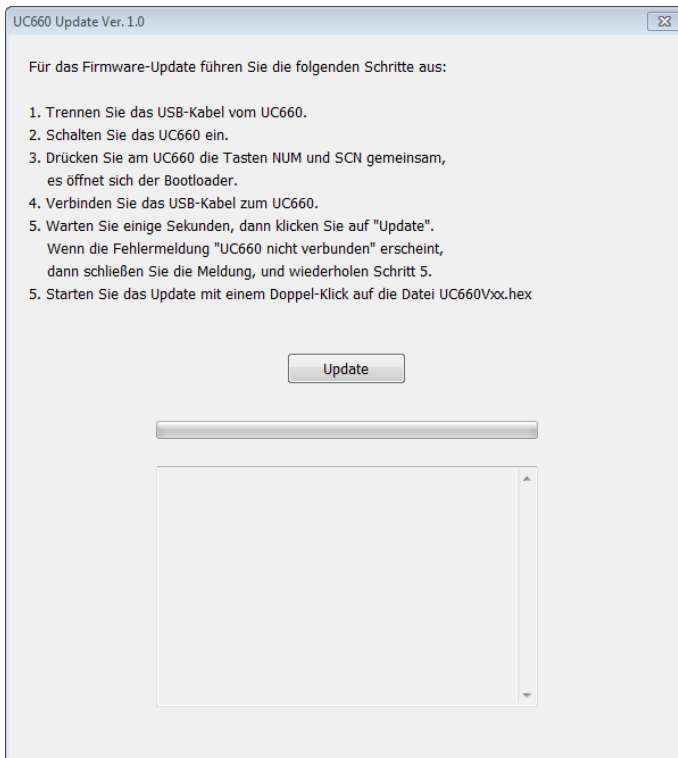 UC660 Update Ver. 1.0
Für das Firmware-Update führen Sie die folgenden Schritte aus:
1. Trennen Sie das USB-Kabel vom UC660.
2. Schalten Sie das UC660 ein.
3. Drücken Sie am UC660 die Tasten NUM und SCN gemeinsam,
es öffnet sich der Bootloader.
4. Verbinden Sie das USB-Kabel zum UC660.
5. Warten Sie einige Sekunden, dann klicken Sie auf "Update".
Wenn die Fehlermeldung "UC660 nicht verbunden" erscheint,
dann schließen Sie die Meldung, und wiederholen Schritt 5.
5. Starten Sie das Update mit einem Doppel-Klick auf die Datei UC660Vxx.hex
Update